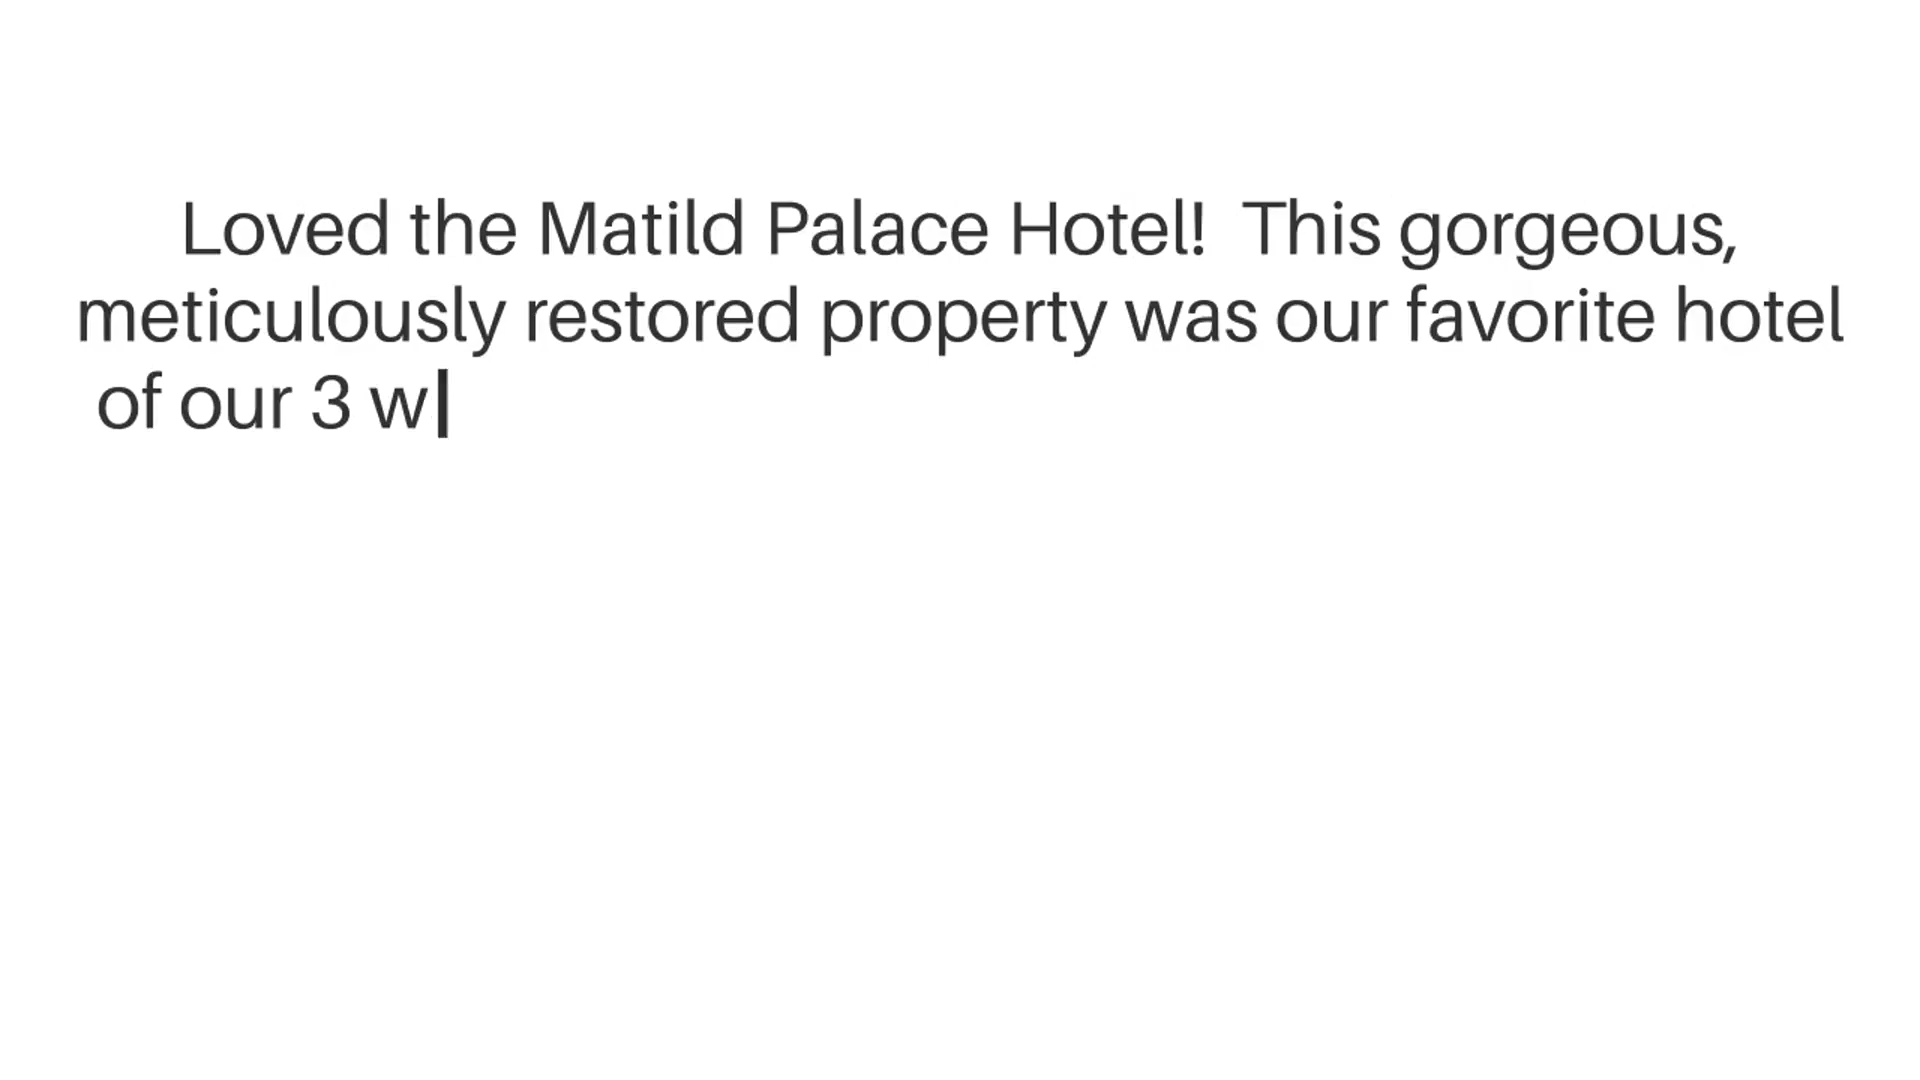 Loved the Matild Palace Hotel!  This gorgeous,
meticulously restored property was our favorite hotel
of our 3 w